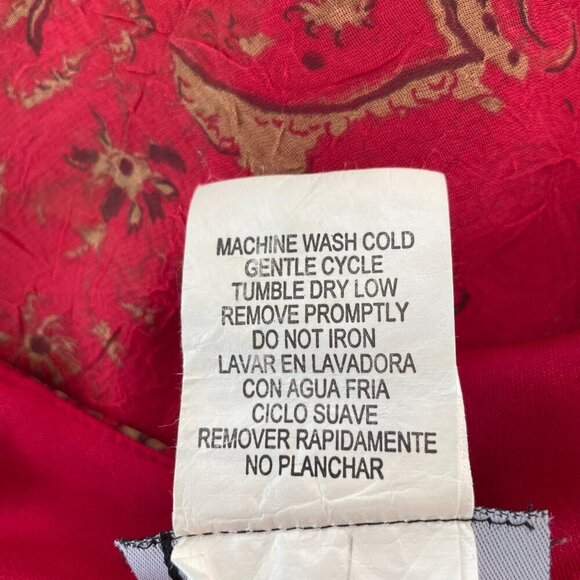 MACHINE WASH COLD
GENTLE CYCLE
TUMBLE DRY LOW
REMOVE PROMPTLY
DO NOT IRON
LAVAR EN LAVADORA
CON AGUA FRIA
CICLO SUAVE
REMOVER RAPIDAMENTE
NO PLANCHAR